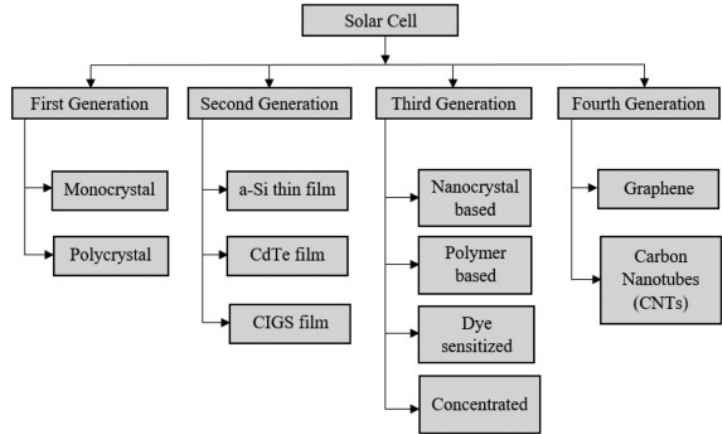 Solar Cell
First Generation
Second Generation
Third Generation
Fourth Generation
Monocrystal
Polycrystal
a-Si thin film
CdTe film
CIGS film
Nanocrystal
based
Polymer
based
Dye
sensitized
Concentrated
Graphene
Carbon
Nanotubes
(CNTs)